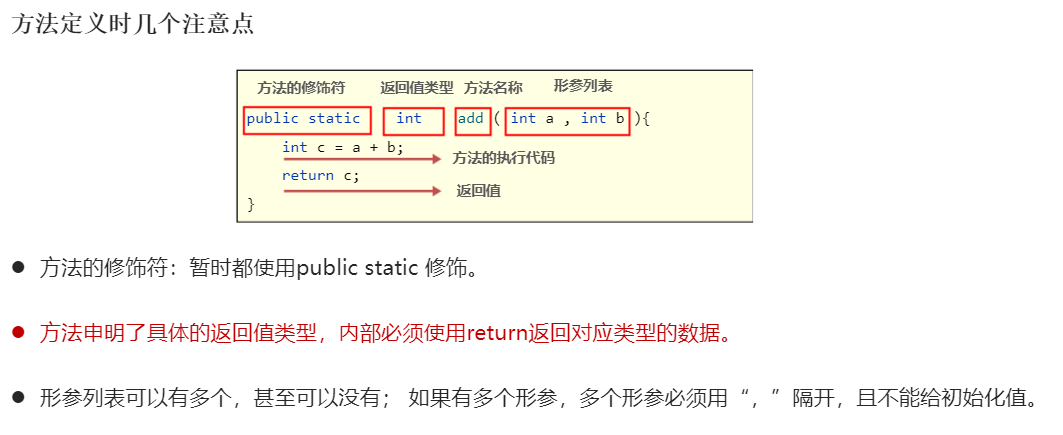 方法定义时几个注意点
方法的修饰符 返回值类型 方法名称 形参列表
public static int add ( int a , int b ){
int c = a + b;
方法的执行代码
return c;
返回值
}
● 方法的修饰符：暂时都使用public static 修饰。
● 方法申明了具体的返回值类型，内部必须使用return返回对应类型的数据。
● 形参列表可以有多个，甚至可以没有； 如果有多个形参，多个形参必须用“，”隔开，且不能给初始化值。